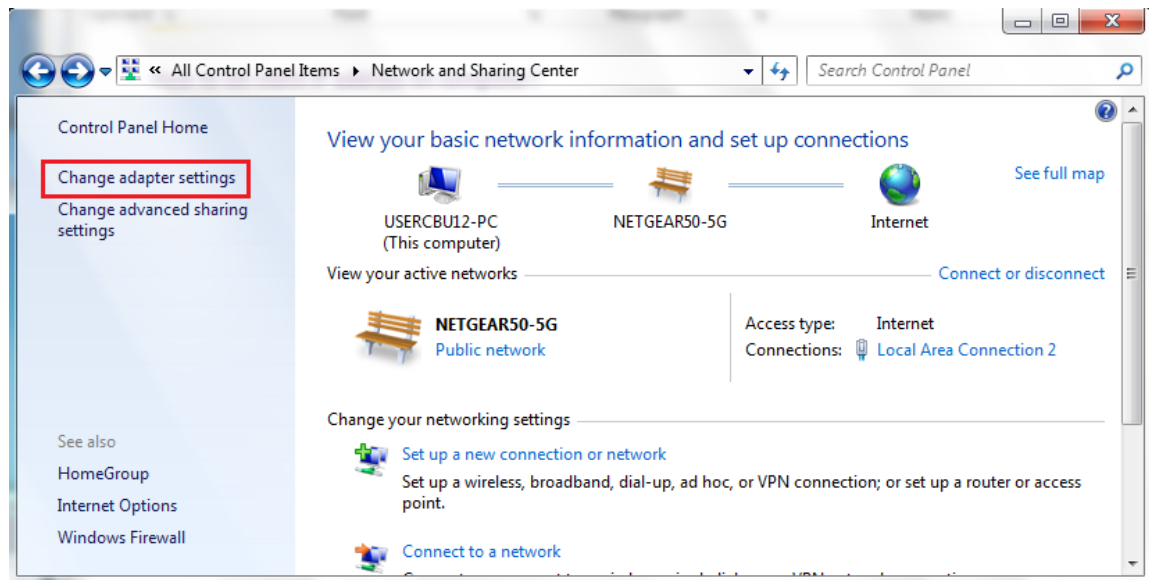 « All Control Panel Items ▸ Network and Sharing Center
Search Control Panel
Control Panel Home
Change adapter settings
Change advanced sharing
settings
See also
HomeGroup
Internet Options
Windows Firewall
View your basic network information and set up connections
See full map
USERCBU12-PC
(This computer)
NETGEAR50-5G
Internet
View your active networks
Connect or disconnect
NETGEAR50-5G
Public network
Access type: Internet
Connections: Local Area Connection 2
Change your networking settings
Set up a new connection or network
Set up a wireless, broadband, dial-up, ad hoc, or VPN connection; or set up a router or access
point.
Connect to a network